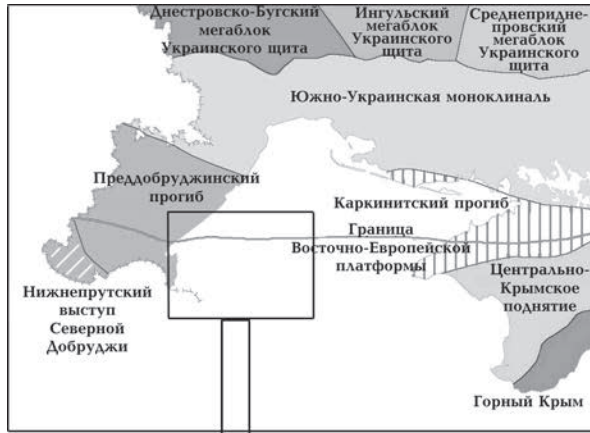 Днестровско-Бугский
мегаблок
Украинского щита
Ингульский
мегаблок
Украинского
щита
Среднеприднe-
провский
мегаблок
Украинского
щита
Южно-Украинская моноклиналь
Преддобруджинский
прогиб
Каркинитский прогиб
Граница
Восточно-Европейской
платформы
Центрально-
Крымское
поднятие
Нижнепрутский
выступ
Северной
Добруджи
Горный Крым